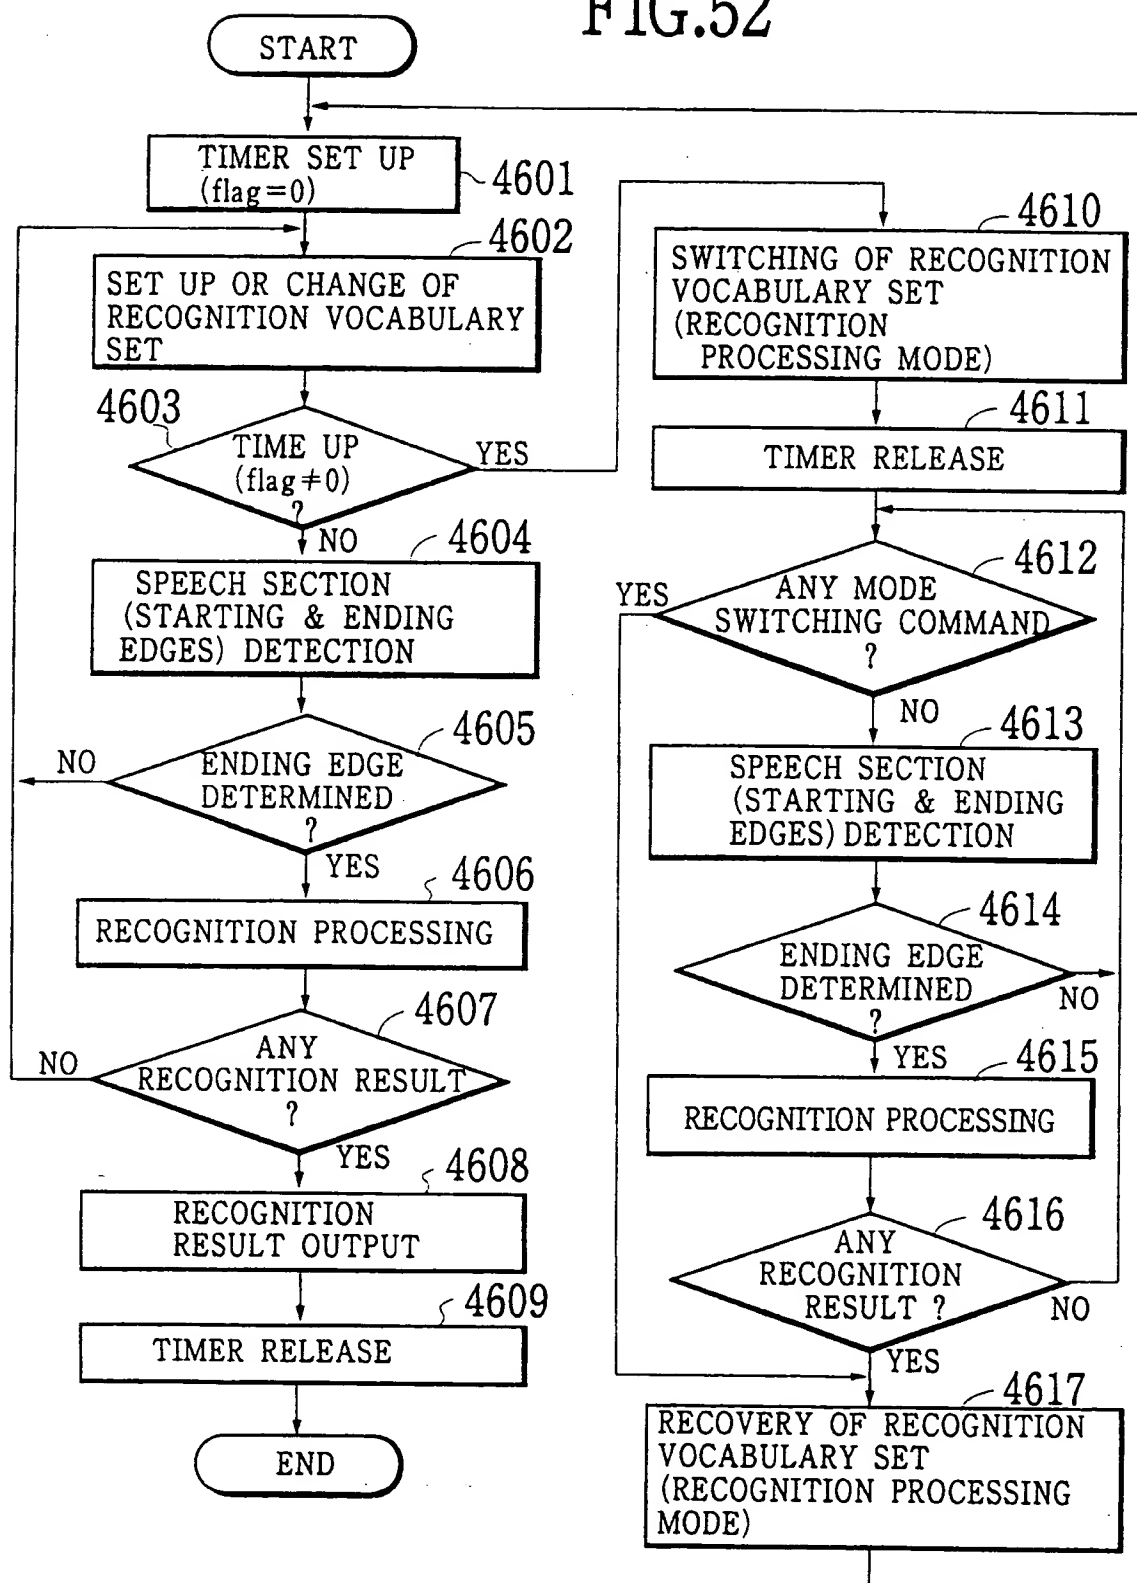 FIG.52
START
TIMER SET UP
(flag=0)
4601
4602
SET UP OR CHANGE OF
RECOGNITION VOCABULARY
SET
4603
TIME UP
(flag≠0)
?
YES
NO
4604
SPEECH SECTION
(STARTING & ENDING
EDGES) DETECTION
4605
ENDING EDGE
DETERMINED
?
NO
YES
4606
RECOGNITION PROCESSING
4607
ANY
RECOGNITION RESULT
?
NO
YES
4608
RECOGNITION
RESULT OUTPUT
4609
TIMER RELEASE
END
4610
SWITCHING OF RECOGNITION
VOCABULARY SET
(RECOGNITION
PROCESSING MODE)
4611
TIMER RELEASE
4612
YES
ANY MODE
SWITCHING COMMAND
?
NO
4613
SPEECH SECTION
(STARTING & ENDING
EDGES) DETECTION
4614
ENDING EDGE
DETERMINED
?
NO
YES
4615
RECOGNITION PROCESSING
4616
ANY
RECOGNITION
RESULT ?
NO
YES
4617
RECOVERY OF RECOGNITION
VOCABULARY SET
(RECOGNITION PROCESSING
MODE)